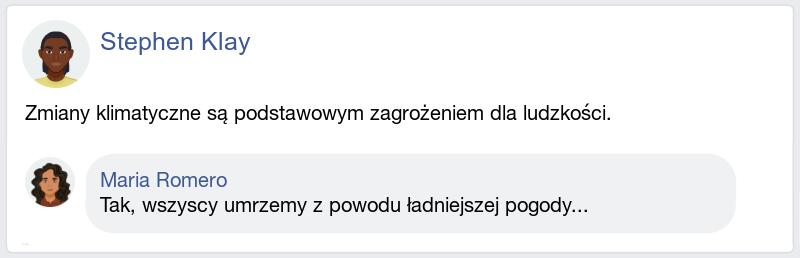 Stephen Klay
Zmiany klimatyczne są podstawowym zagrożeniem dla ludzkości.
Maria Romero
Tak, wszyscy umrzemy z powodu ładniejszej pogody...